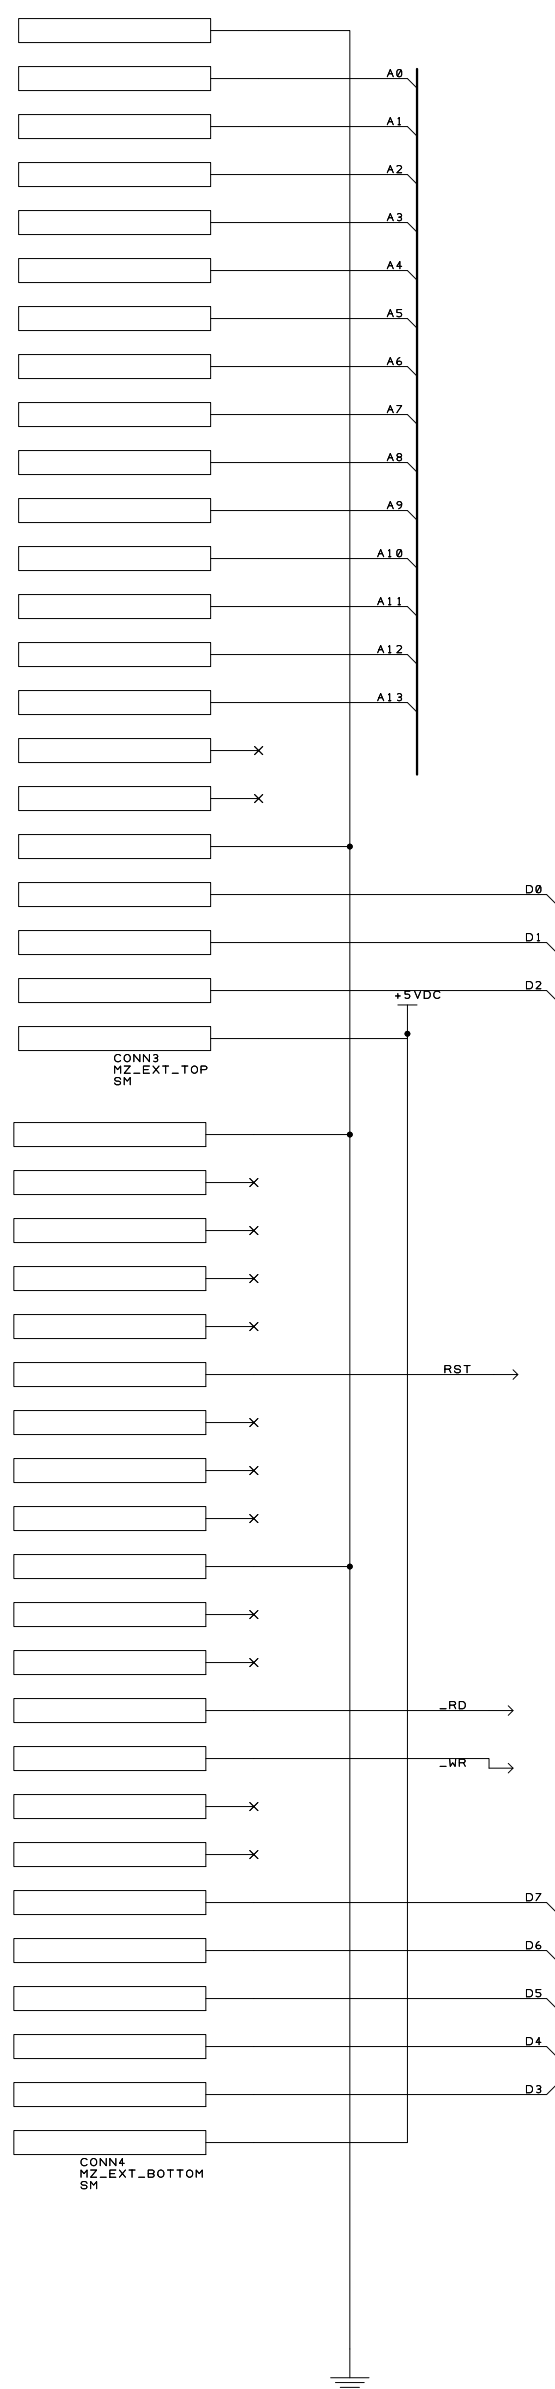 A0
A1
A2
A3
A4
A5
A6
A7
A8
A9
A10
A11
A12
A13
D0
D1
D2
+5VDC
CONN3
MZ_EXT_TOP
SM
RST
_RD
_WR
D7
D6
D5
D4
D3
CONN4
MZ_EXT_BOTTOM
SM